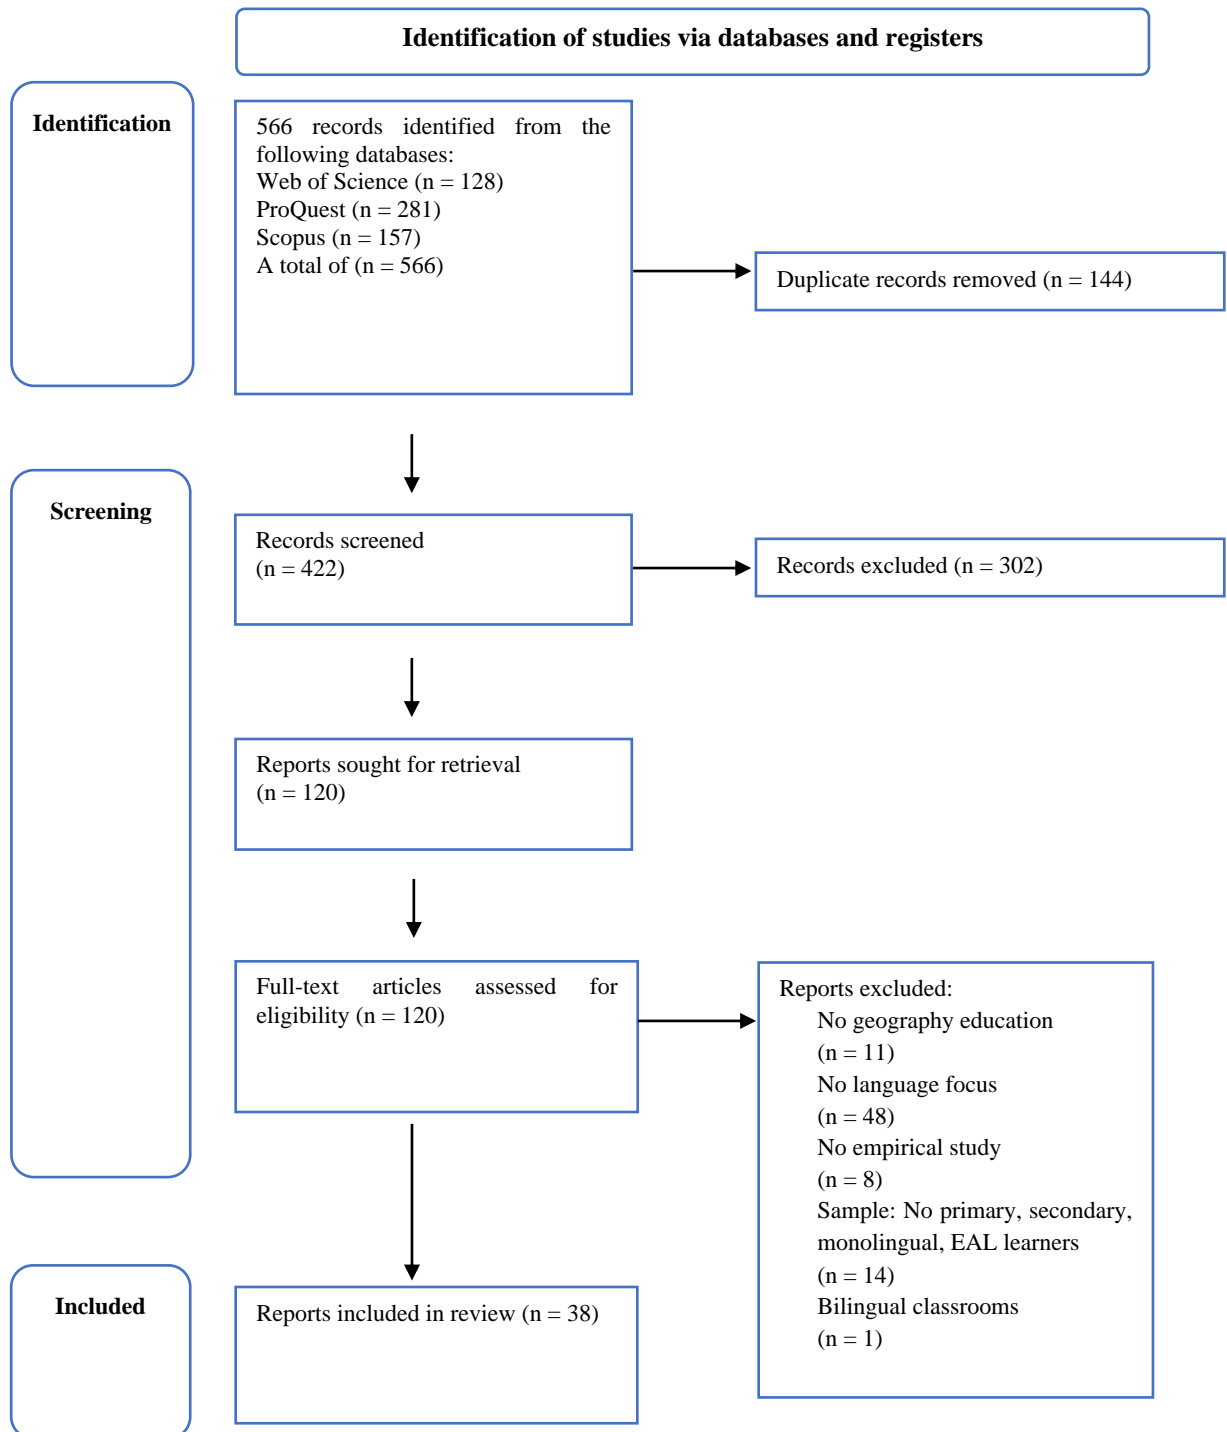 Identification of studies via databases and registers
Identification
566 records identified from the
following databases:
Web of Science (n = 128)
ProQuest (n = 281)
Scopus (n = 157)
A total of (n = 566)
Duplicate records removed (n = 144)
Screening
Records screened
(n = 422)
Records excluded (n = 302)
Reports sought for retrieval
(n = 120)
Full-text articles assessed for
eligibility (n = 120)
Reports excluded:
No geography education
(n = 11)
No language focus
(n = 48)
No empirical study
(n = 8)
Sample: No primary, secondary,
monolingual, EAL learners
(n = 14)
Bilingual classrooms
(n = 1)
Included
Reports included in review (n = 38)